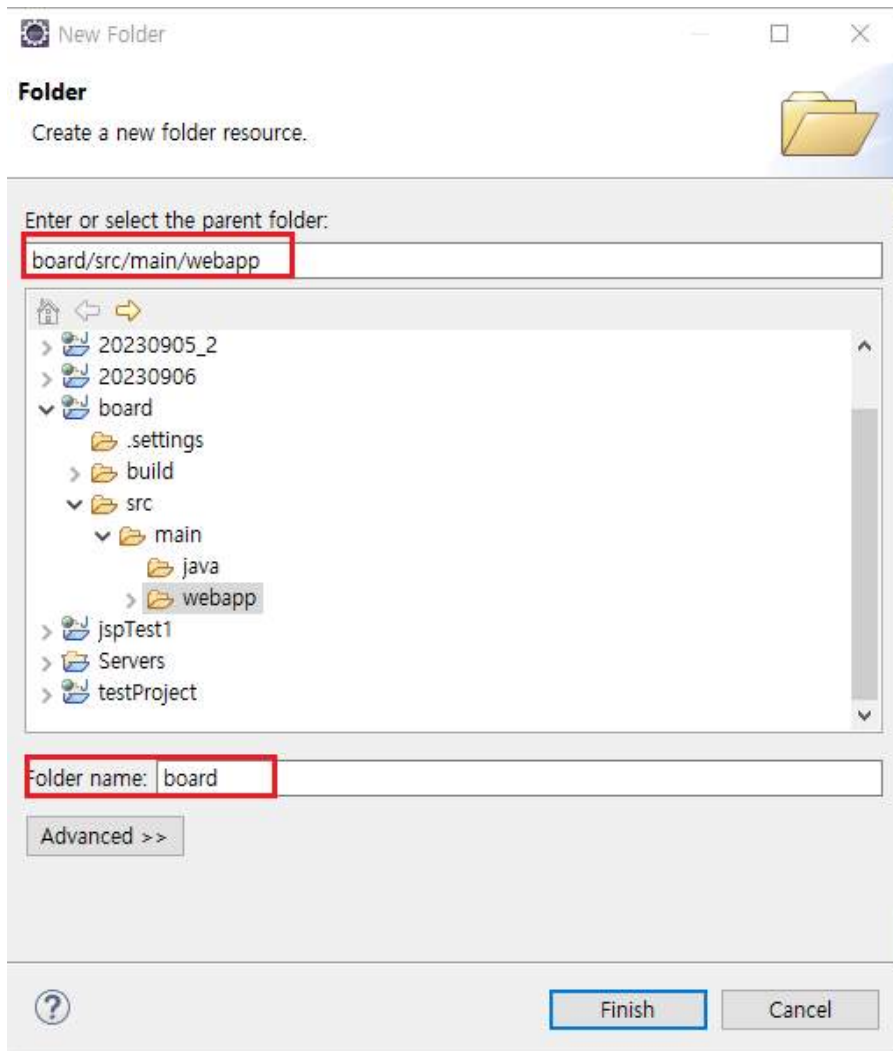 New Folder
Folder
Create a new folder resource.
Enter or select the parent folder:
board/src/main/webapp
20230905_2
20230906
board
.settings
build
src
main
java
webapp
jspTest1
Servers
testProject
Folder name: board
Advanced >>
Finish Cancel